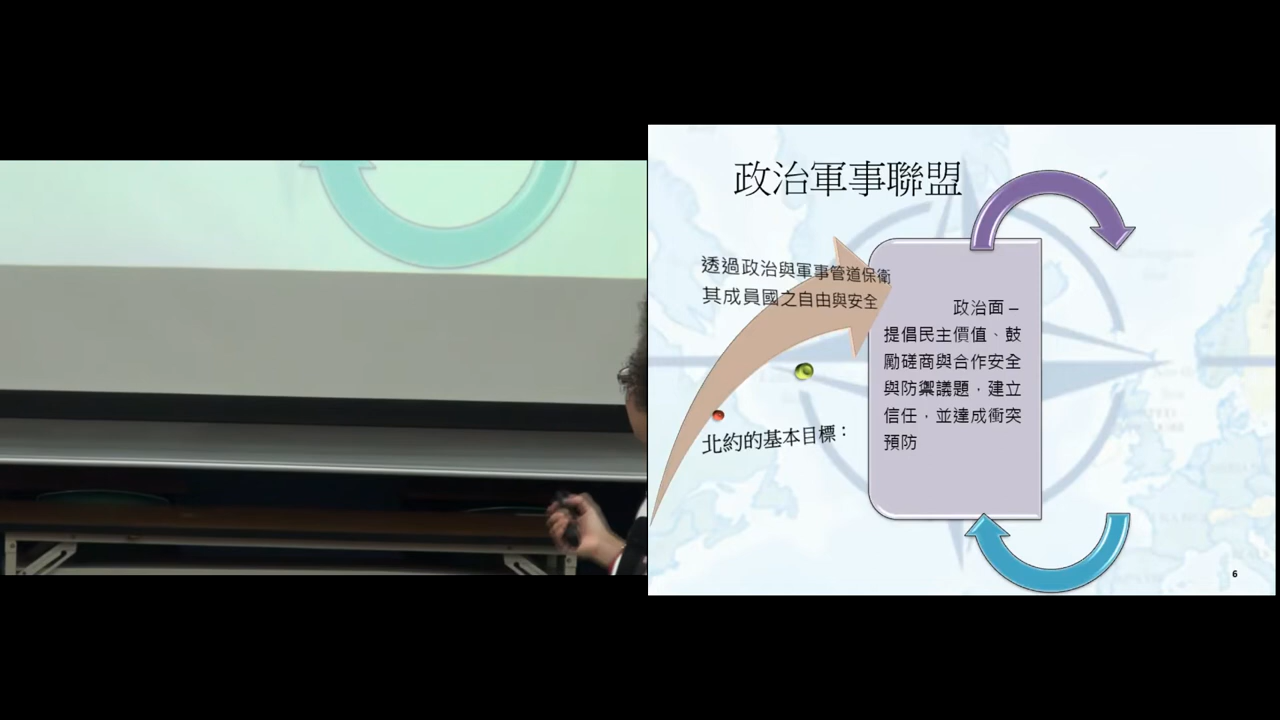 政治軍事聯盟
透過政治與軍事管道保衛
其成員國之自由與安全
北約的基本目標：
政治面 –
提倡民主價值、鼓
勵磋商與合作安全
與防禦議題，建立
信任，並達成衝突
預防
6